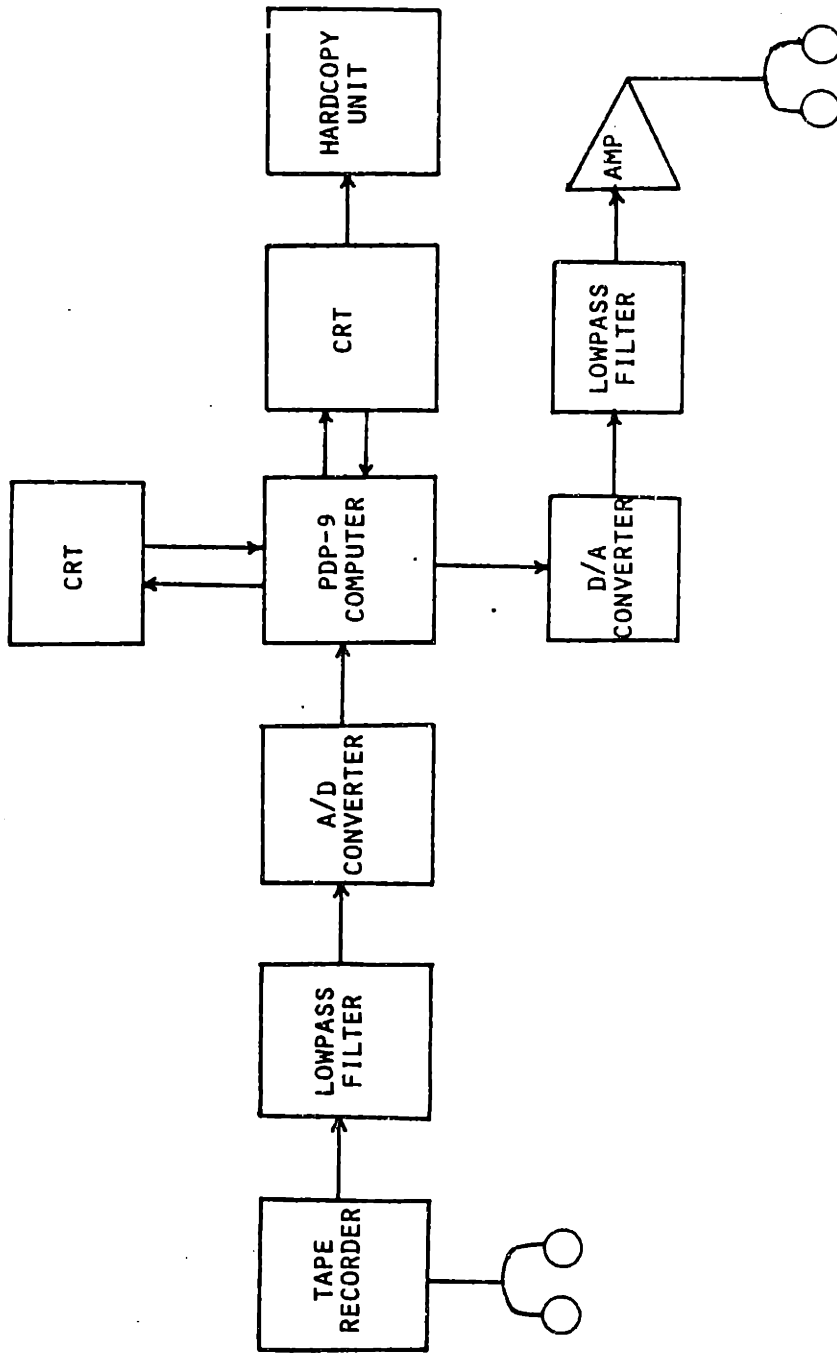 CRT
TAPE
RECORDER
LOWPASS
FILTER
A/D
CONVERTER
PDP-9
COMPUTER
CRT
HARDCOPY
UNIT
D/A
CONVERTER
LOWPASS
FILTER
AMP